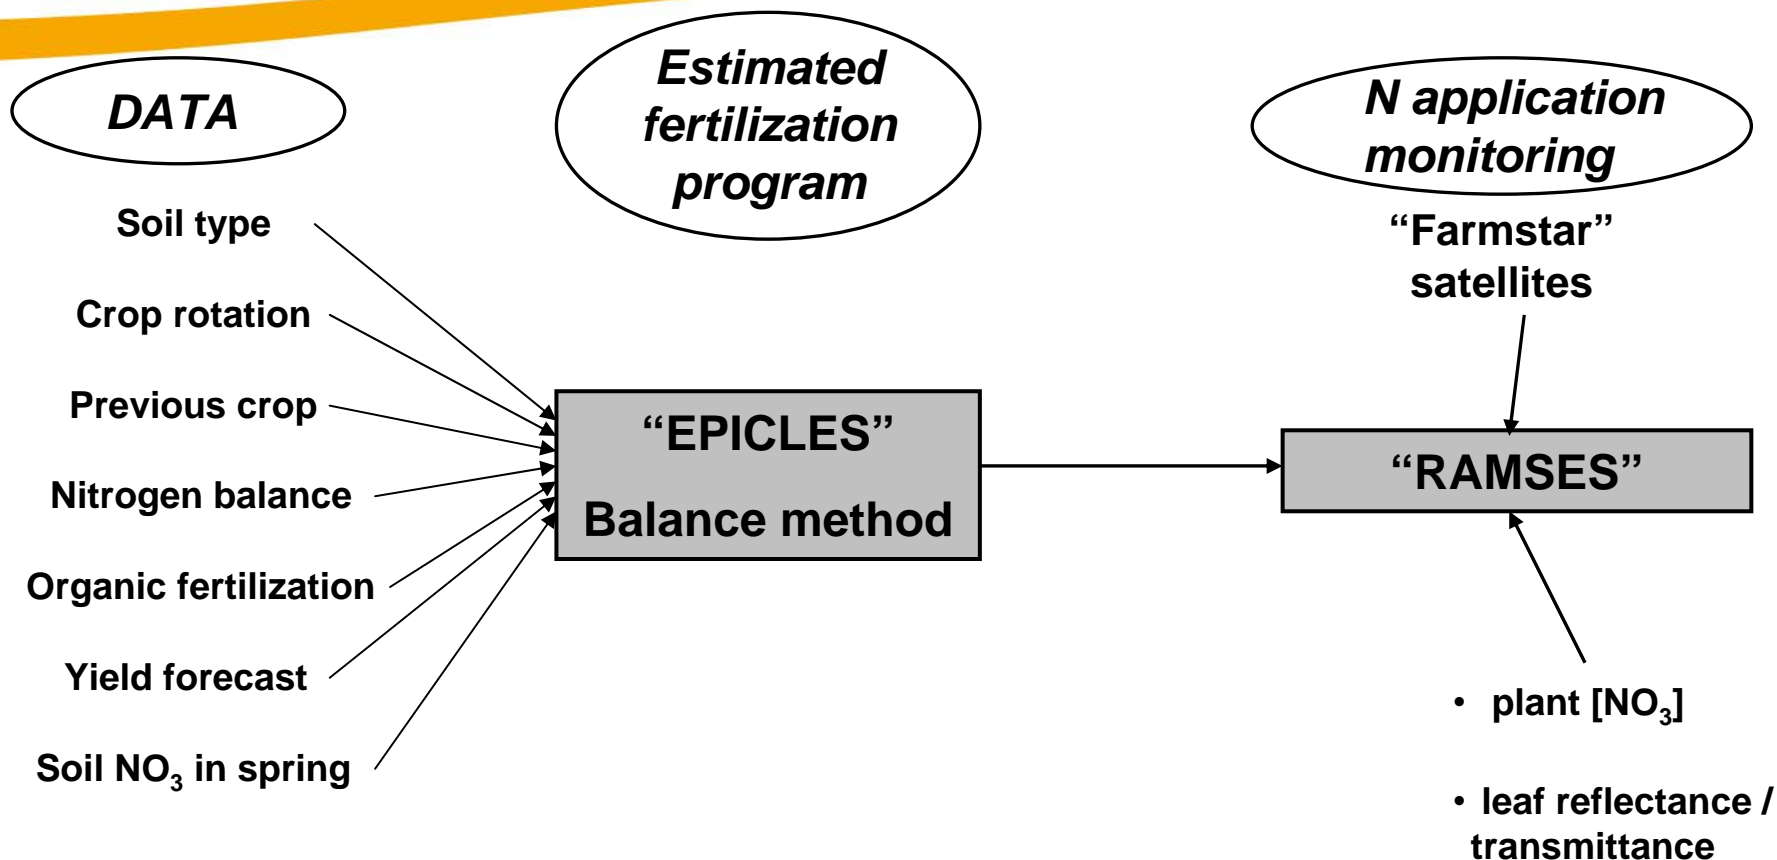 DATA
Soil type
Crop rotation
Previous crop
Nitrogen balance
Organic fertilization
Yield forecast
Soil NO₃ in spring
Estimated
fertilization
program
“EPICLES”
Balance method
N application
monitoring
“Farmstar”
satellites
“RAMSES”
• plant [NO₃]
• leaf reflectance /
transmittance